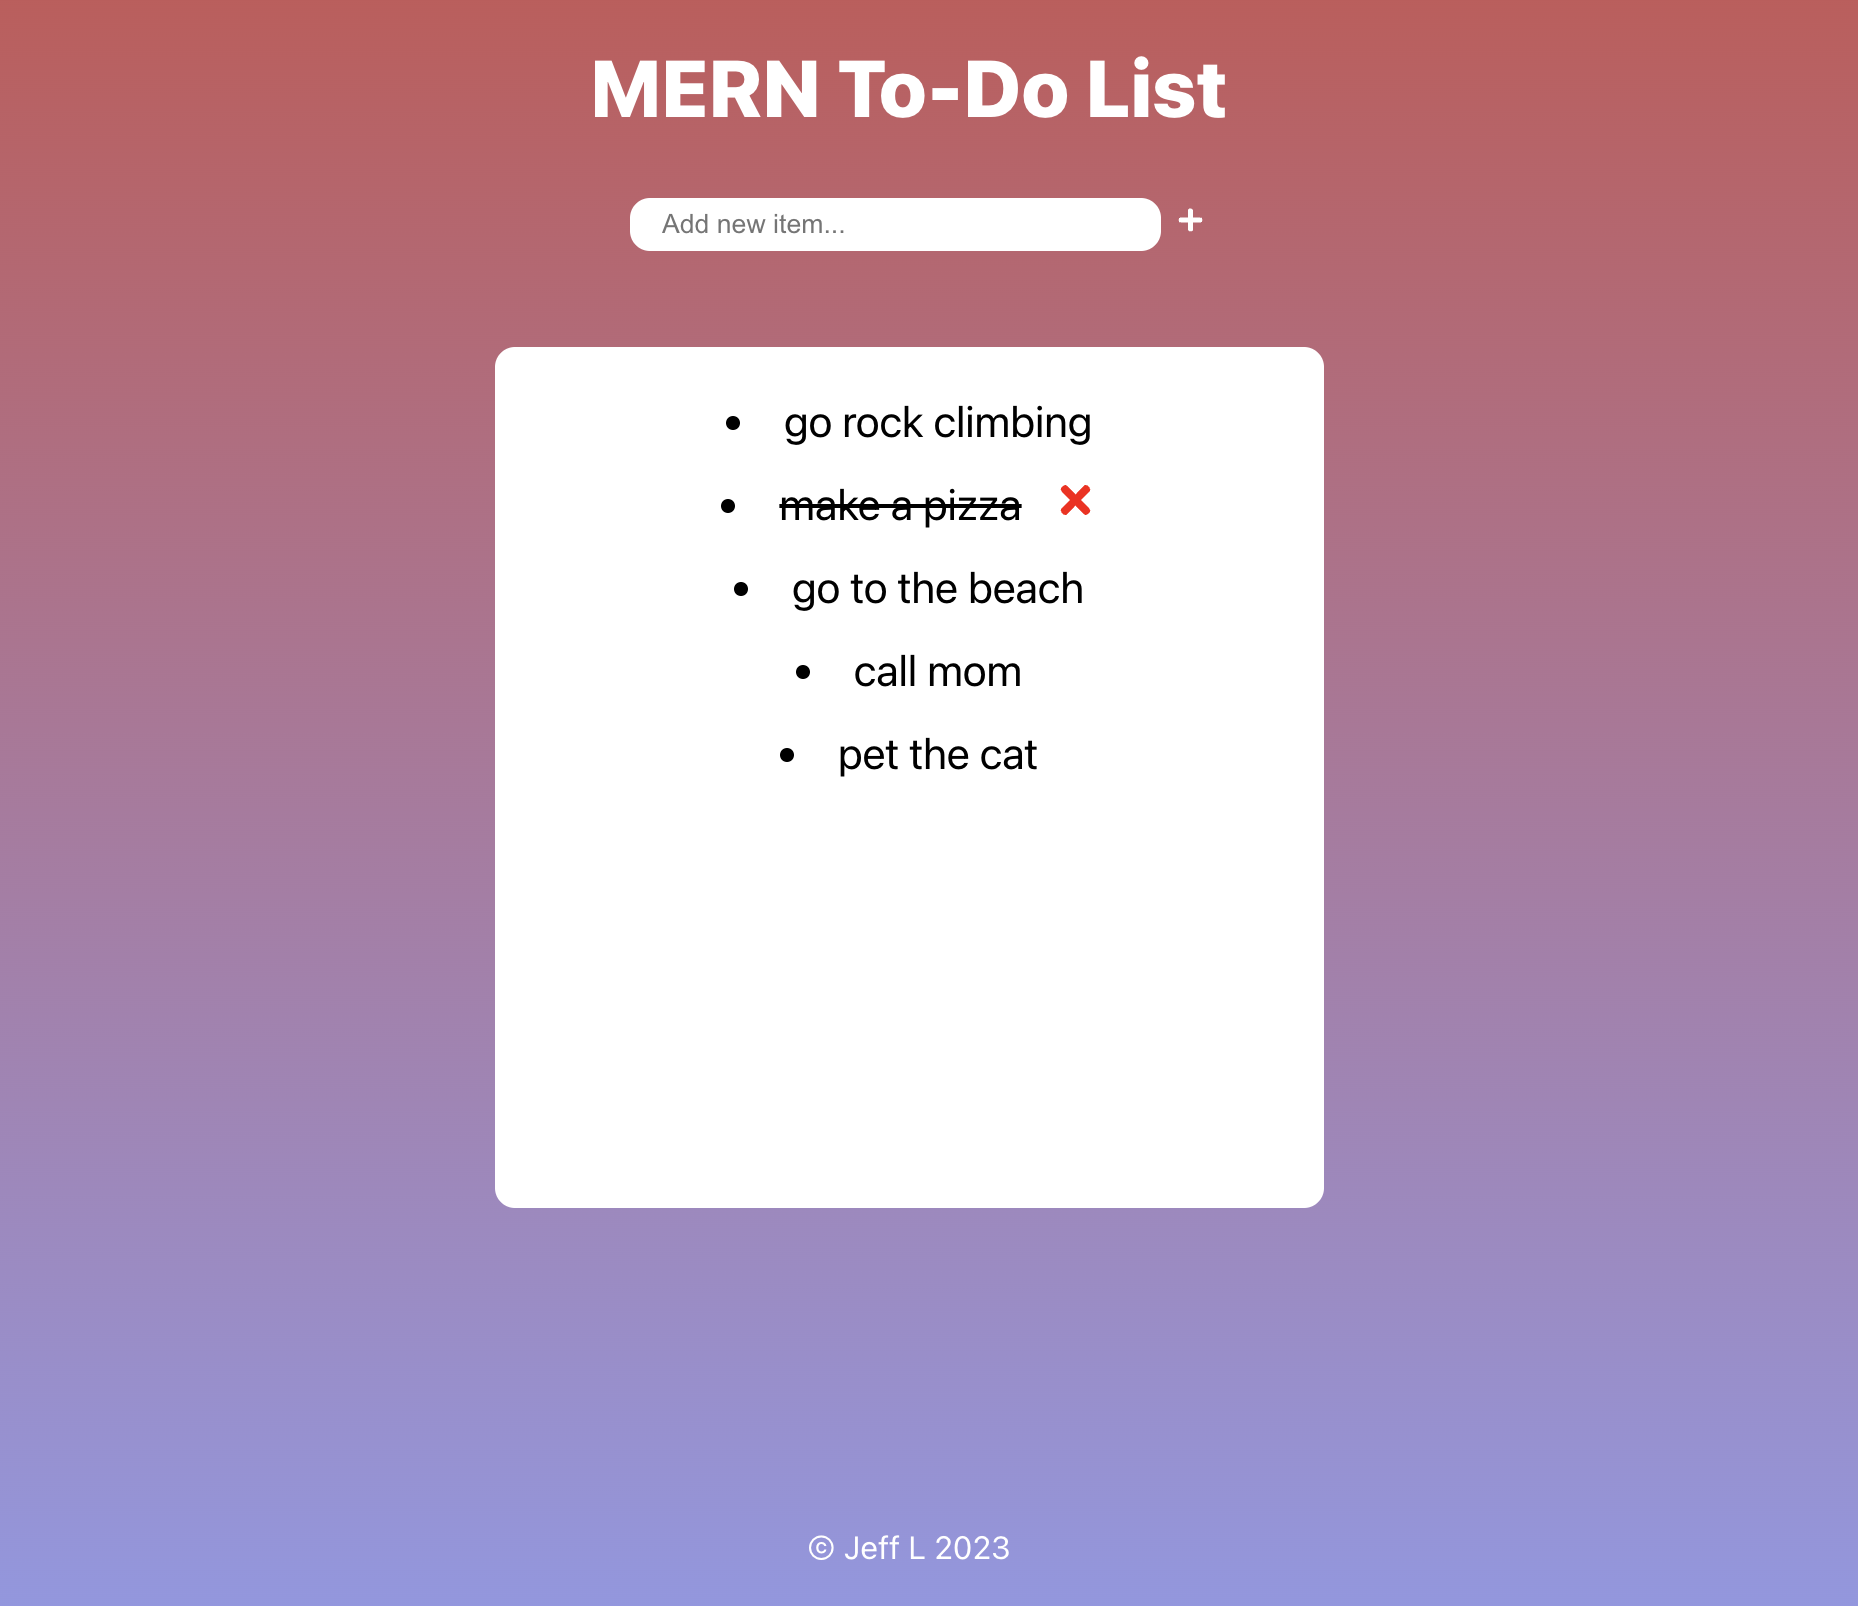 MERN To-Do List
Add new item...
+
• go rock climbing
• make a pizza
• go to the beach
• call mom
• pet the cat
© Jeff L 2023